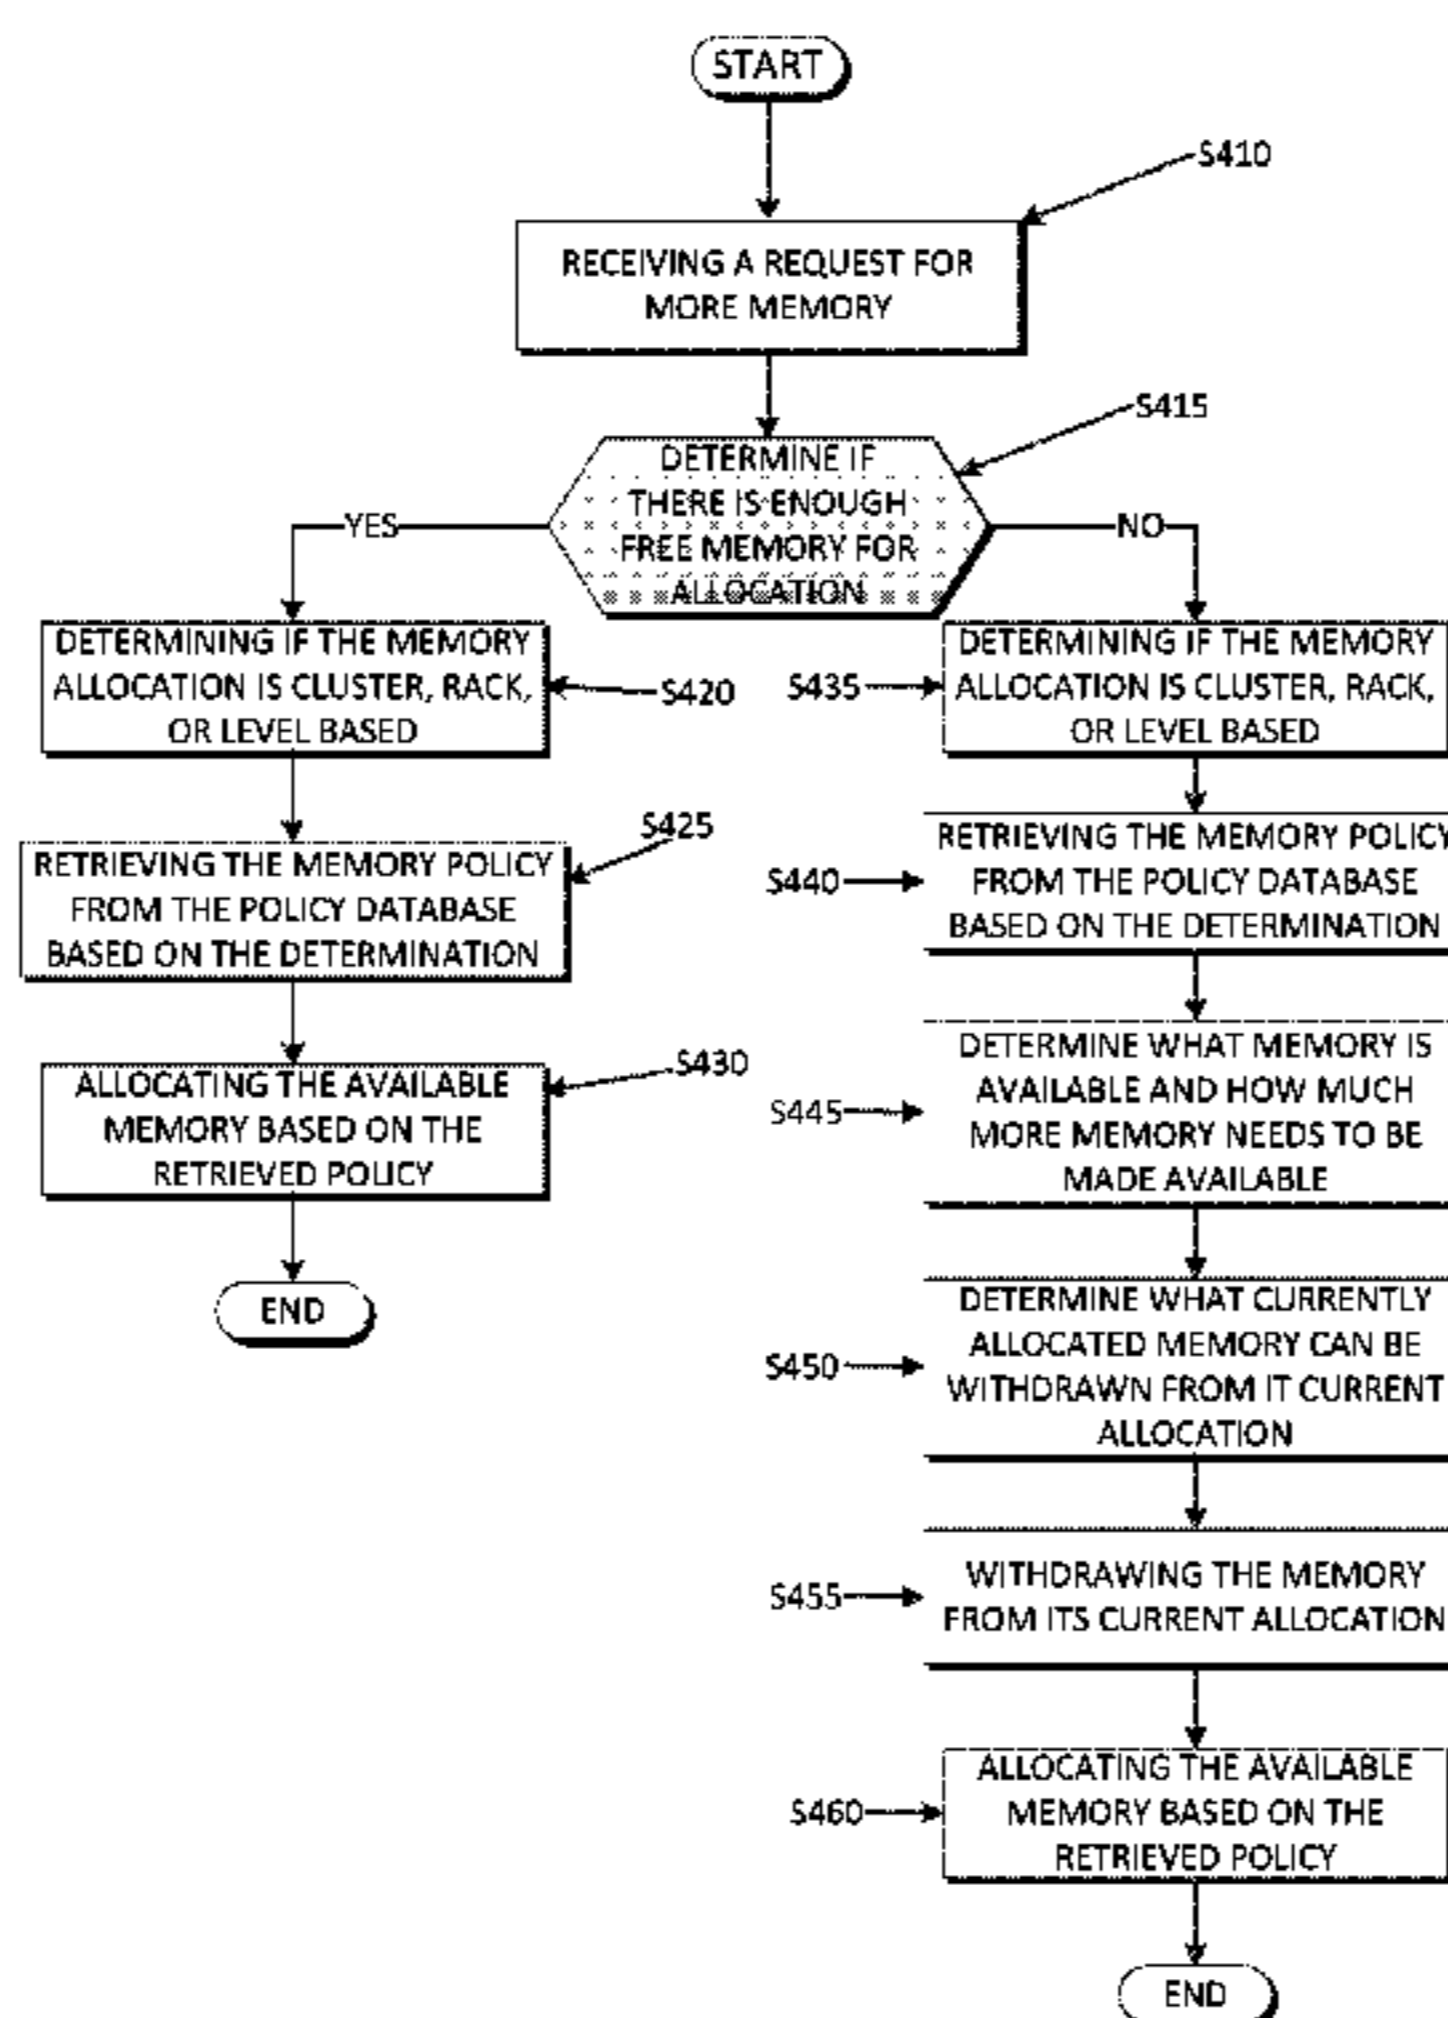 START
S410
RECEIVING A REQUEST FOR
MORE MEMORY
S415
DETERMINE IF
THERE IS ENOUGH
FREE MEMORY FOR
ALLOCATION
YES
NO
DETERMINING IF THE MEMORY
ALLOCATION IS CLUSTER, RACK,
OR LEVEL BASED
S420
S425
RETRIEVING THE MEMORY POLICY
FROM THE POLICY DATABASE
BASED ON THE DETERMINATION
S430
ALLOCATING THE AVAILABLE
MEMORY BASED ON THE
RETRIEVED POLICY
END
S435
DETERMINING IF THE MEMORY
ALLOCATION IS CLUSTER, RACK,
OR LEVEL BASED
S440
RETRIEVING THE MEMORY POLICY
FROM THE POLICY DATABASE
BASED ON THE DETERMINATION
S445
DETERMINE WHAT MEMORY IS
AVAILABLE AND HOW MUCH
MORE MEMORY NEEDS TO BE
MADE AVAILABLE
S450
DETERMINE WHAT CURRENTLY
ALLOCATED MEMORY CAN BE
WITHDRAWN FROM IT CURRENT
ALLOCATION
S455
WITHDRAWING THE MEMORY
FROM ITS CURRENT ALLOCATION
S460
ALLOCATING THE AVAILABLE
MEMORY BASED ON THE
RETRIEVED POLICY
END